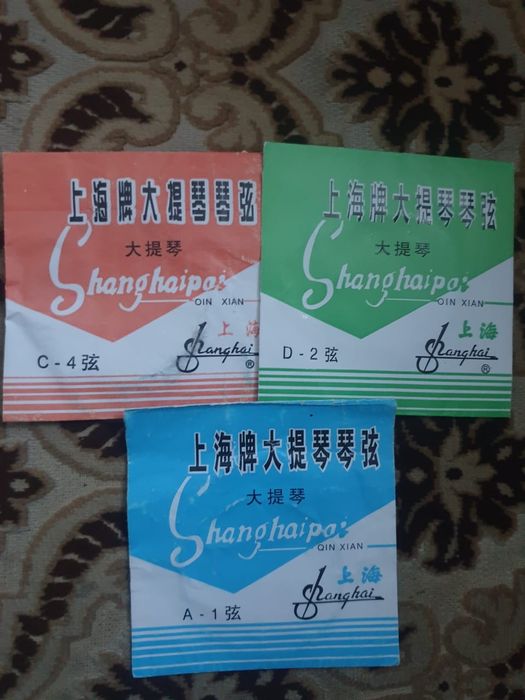 上海牌大提琴琴弦
大提琴
Shanghaipai
QIN XIAN
上海
Shanghai
®
C-4弦
上海牌大提琴琴弦
大提琴
Shanghaipai
QIN XIAN
上海
Shanghai
®
D-2弦
上海牌大提琴琴弦
大提琴
Shanghaipai
QIN XIAN
上海
Shanghai
A-1弦